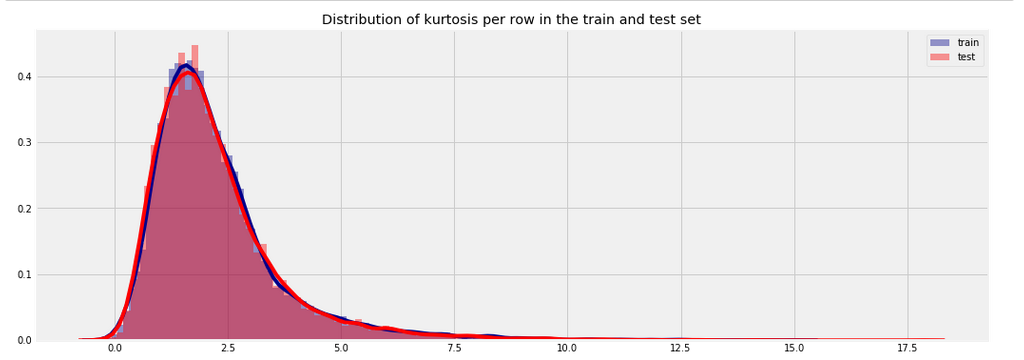 Distribution of kurtosis per row in the train and test set
train
test
0.4
0.3
0.2
0.1
0.0
0.0 2.5 5.0 7.5 10.0 12.5 15.0 17.5